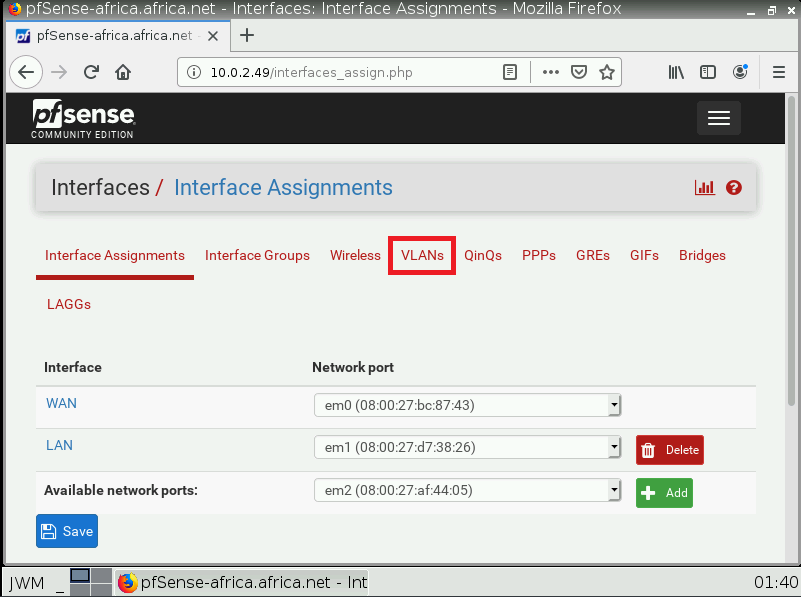 pfSense-africa.africa.net - Interfaces: Interface Assignments - Mozilla Firefox
pfSense-africa.africa.net -
10.0.2.49/interfaces_assign.php
pfsense
COMMUNITY EDITION
Interfaces / Interface Assignments
Interface Assignments Interface Groups Wireless VLANs QinQs PPPs GREs GIFs Bridges
LAGGs
Interface Network port
WAN em0 (08:00:27:bc:87:43)
LAN em1 (08:00:27:d7:38:26) Delete
Available network ports: em2 (08:00:27:af:44:05) Add
Save
JWM _ pfSense-africa.africa.net - Int 01:40